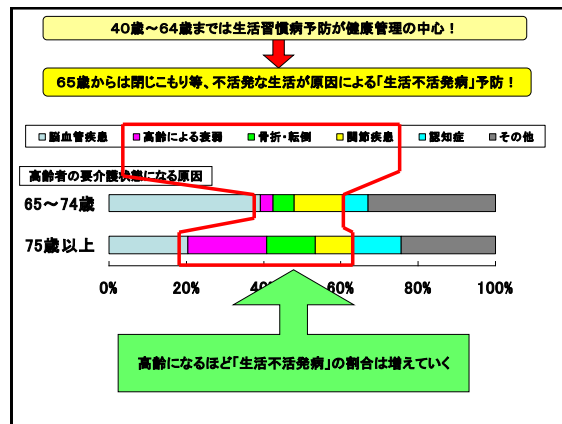 40歳～64歳までは生活習慣病予防が健康管理の中心！
65歳からは閉じこもり等、不活発な生活が原因による「生活不活発病」予防！
脳血管疾患 高齢による衰弱 骨折・転倒 関節疾患 認知症 その他
高齢者の要介護状態になる原因
65～74歳
75歳以上
0% 20% 40% 60% 80% 100%
高齢になるほど「生活不活発病」の割合は増えていく